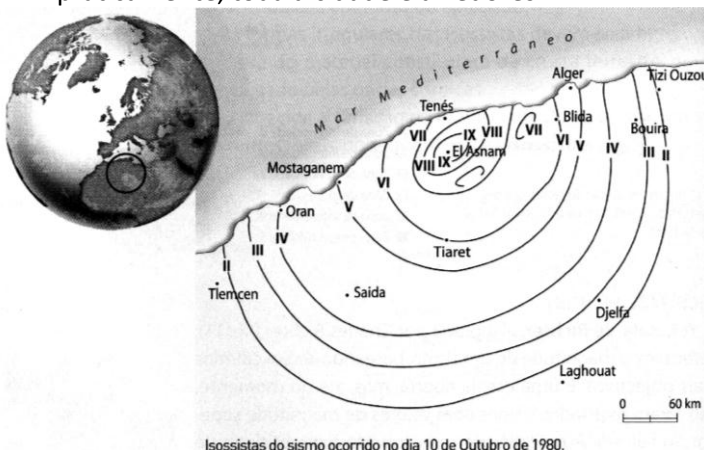 Mar Mediterrâneo
Alger
Tizi Ouzou
Tenés
Blida
Bouira
VII
IX
VIII
VII
VI
V
IV
III
II
VIII
IX
El Asnam
Mostaganem
VI
V
Oran
IV
III
II
Tiaret
Tlemcen
Saida
Djelfa
Laghouat
0 60 km
Isossistas do sismo ocorrido no dia 10 de Outubro de 1980.